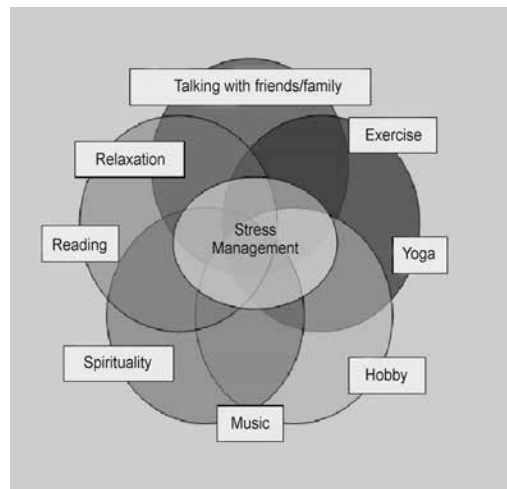 Talking with friends/family
Exercise
Relaxation
Stress
Management
Reading
Yoga
Spirituality
Hobby
Music